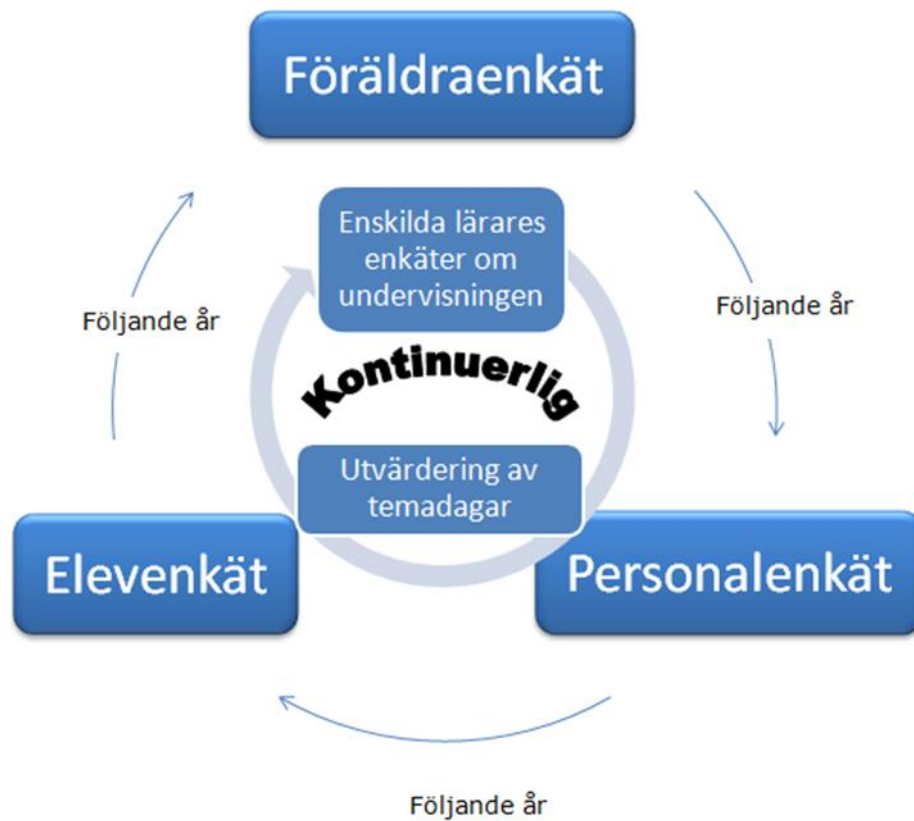 Föräldraenkät
Enskilda lärares
enkäter om
undervisningen
Följande år
Följande år
Kontinuerlig
Utvärdering av
temadagar
Elevenkät
Personalenkät
Följande år